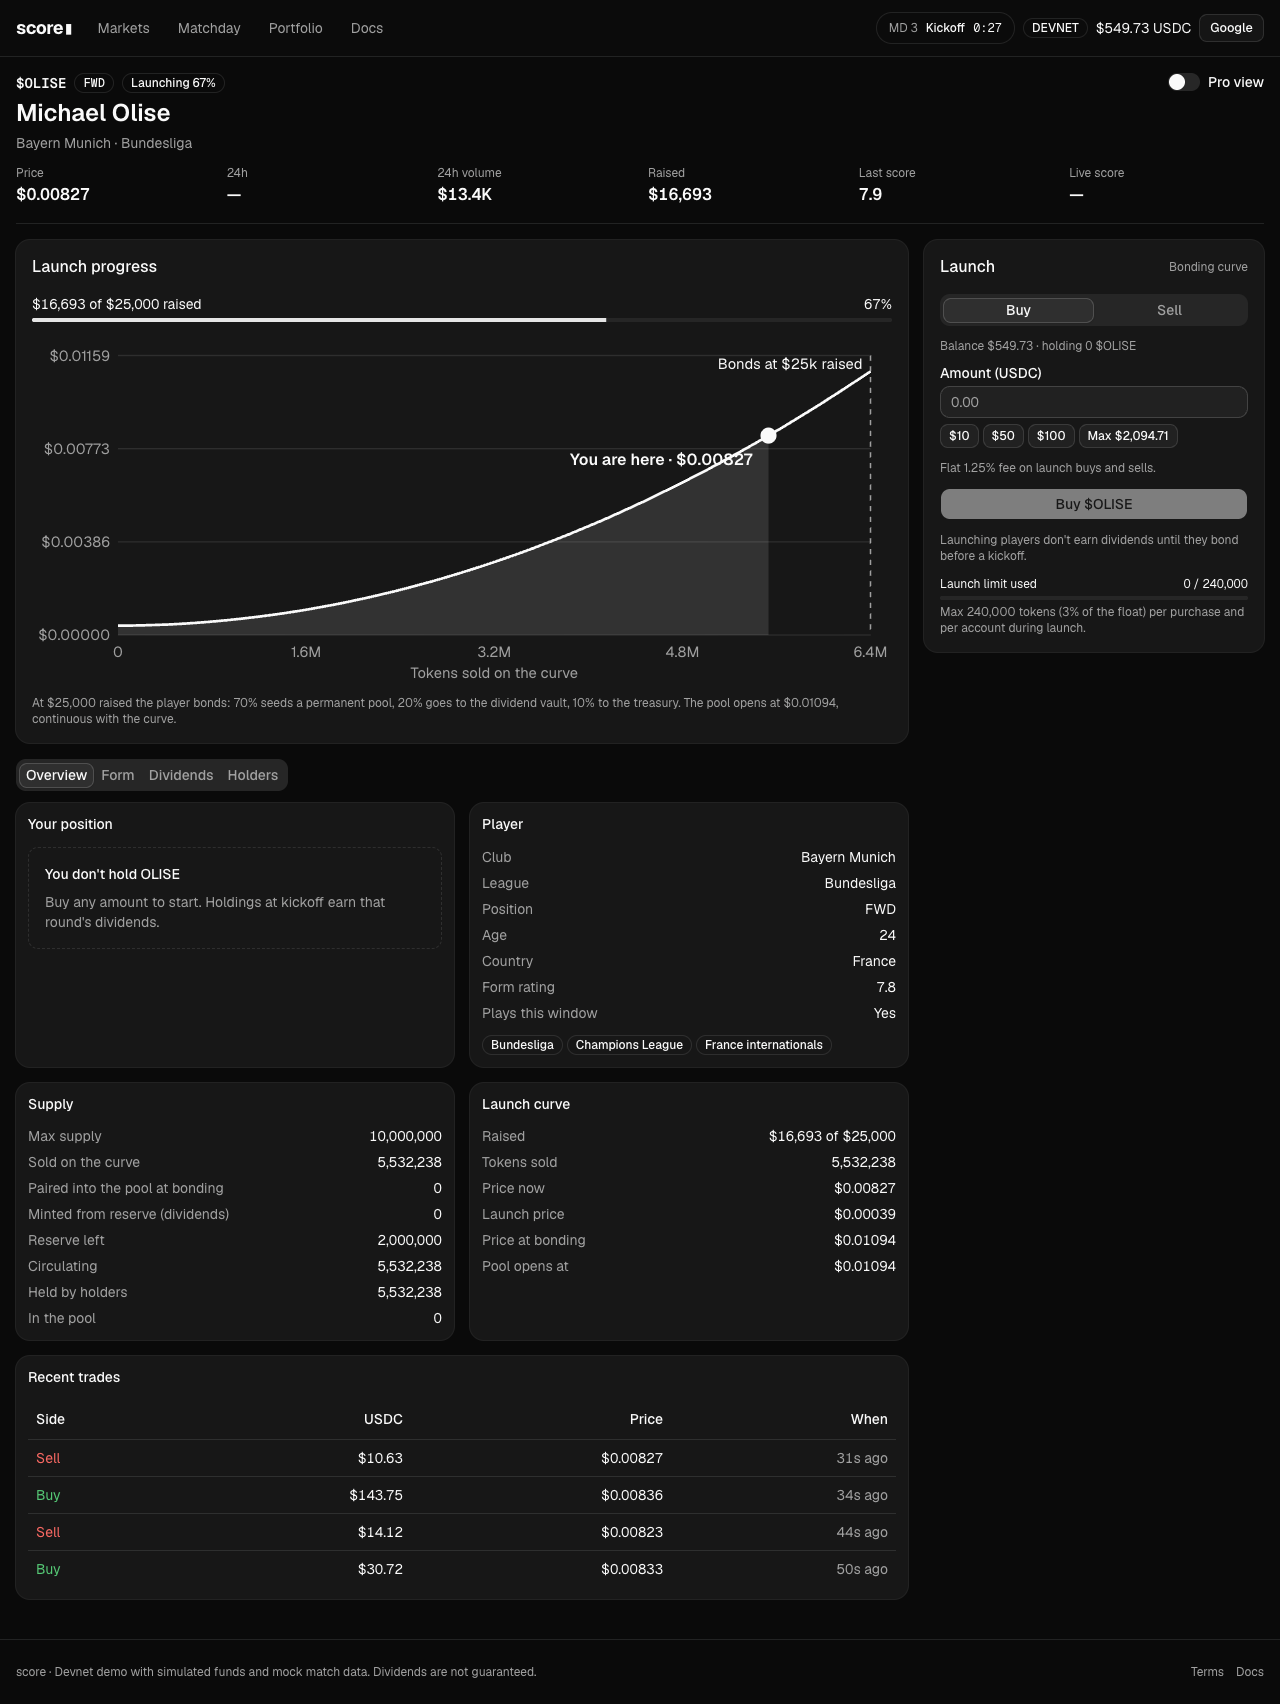 score
Markets
Matchday
Portfolio
Docs
MD 3 Kickoff 0:27
DEVNET
$549.73 USDC
Google
$OLISE FWD Launching 67%
Pro view
Michael Olise
Bayern Munich · Bundesliga
Price
$0.00827
24h
—
24h volume
$13.4K
Raised
$16,693
Last score
7.9
Live score
—
Launch progress
$16,693 of $25,000 raised
67%
$0.01159
$0.00773
$0.00386
$0.00000
Bonds at $25k raised
You are here · $0.00827
0
1.6M
3.2M
4.8M
6.4M
Tokens sold on the curve
At $25,000 raised the player bonds: 70% seeds a permanent pool, 20% goes to the dividend vault, 10% to the treasury. The pool opens at $0.01094,
continuous with the curve.
Launch
Bonding curve
Buy
Sell
Balance $549.73 · holding 0 $OLISE
Amount (USDC)
0.00
$10
$50
$100
Max $2,094.71
Flat 1.25% fee on launch buys and sells.
Buy $OLISE
Launching players don't earn dividends until they bond
before a kickoff.
Launch limit used
0 / 240,000
Max 240,000 tokens (3% of the float) per purchase and
per account during launch.
Overview
Form
Dividends
Holders
Your position
You don't hold OLISE
Buy any amount to start. Holdings at kickoff earn that
round's dividends.
Player
Club
Bayern Munich
League
Bundesliga
Position
FWD
Age
24
Country
France
Form rating
7.8
Plays this window
Yes
Bundesliga
Champions League
France internationals
Supply
Max supply
10,000,000
Sold on the curve
5,532,238
Paired into the pool at bonding
0
Minted from reserve (dividends)
0
Reserve left
2,000,000
Circulating
5,532,238
Held by holders
5,532,238
In the pool
0
Launch curve
Raised
$16,693 of $25,000
Tokens sold
5,532,238
Price now
$0.00827
Launch price
$0.00039
Price at bonding
$0.01094
Pool opens at
$0.01094
Recent trades
Side
USDC
Price
When
Sell
$10.63
$0.00827
31s ago
Buy
$143.75
$0.00836
34s ago
Sell
$14.12
$0.00823
44s ago
Buy
$30.72
$0.00833
50s ago
score · Devnet demo with simulated funds and mock match data. Dividends are not guaranteed.
Terms
Docs